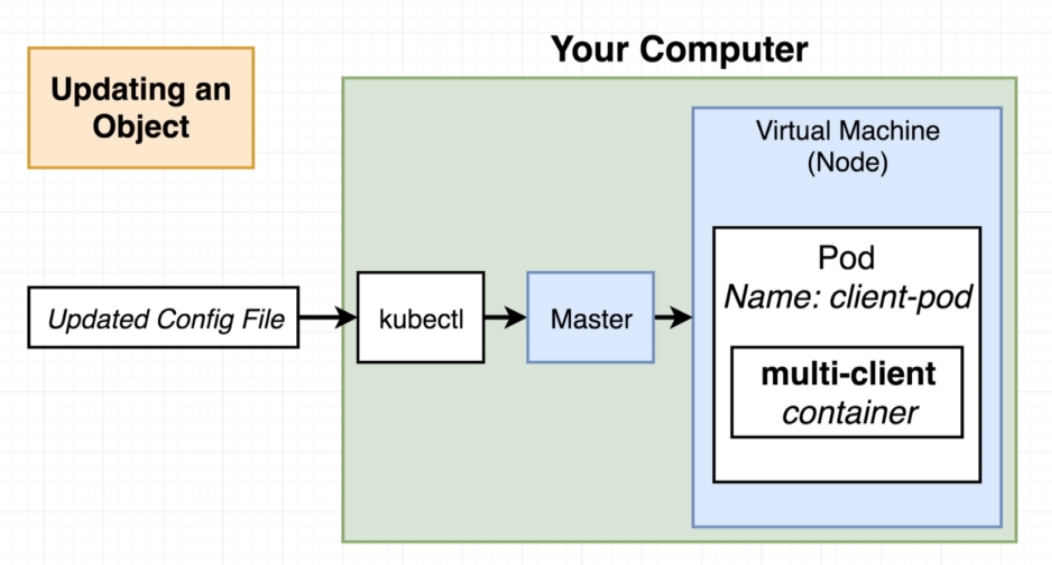 Your Computer
Updating an
Object
Virtual Machine
(Node)
Pod
Name: client-pod
Updated Config File
kubectl
Master
multi-client
container